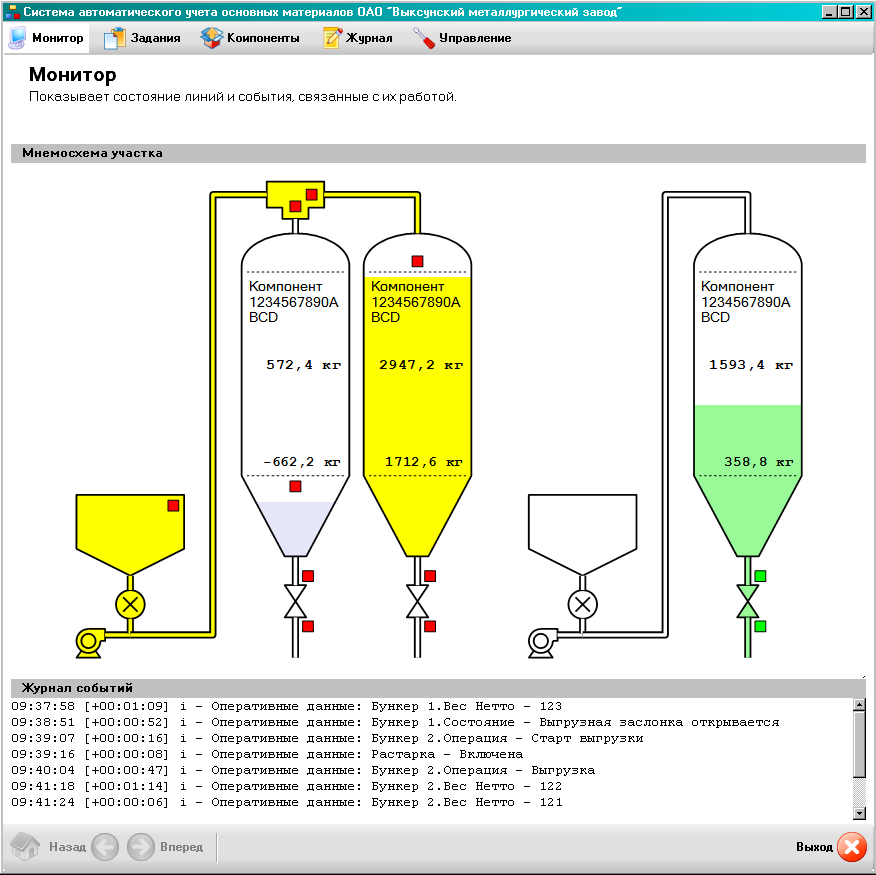 Система автоматического учета основных материалов ОАО "Выксунский металлургический завод"
Монитор Задания Компоненты Журнал Управление
Монитор
Показывает состояние линий и события, связанные с их работой.
Мнемосхема участка
Компонент
1234567890A
BCD
572,4 кг
-662,2 кг
Компонент
1234567890A
BCD
2947,2 кг
1712,6 кг
Компонент
1234567890A
BCD
1593,4 кг
358,8 кг
Журнал событий
09:37:58 [+00:01:09] i - Оперативные данные: Бункер 1.Вес Нетто - 123
09:38:51 [+00:00:52] i - Оперативные данные: Бункер 1.Состояние - Выгрузная заслонка открывается
09:39:07 [+00:00:16] i - Оперативные данные: Бункер 2.Операция - Старт выгрузки
09:39:16 [+00:00:08] i - Оперативные данные: Растарка - Включена
09:40:04 [+00:00:47] i - Оперативные данные: Бункер 2.Операция - Выгрузка
09:41:18 [+00:01:14] i - Оперативные данные: Бункер 2.Вес Нетто - 122
09:41:24 [+00:00:06] i - Оперативные данные: Бункер 2.Вес Нетто - 121
Назад Вперед Выход